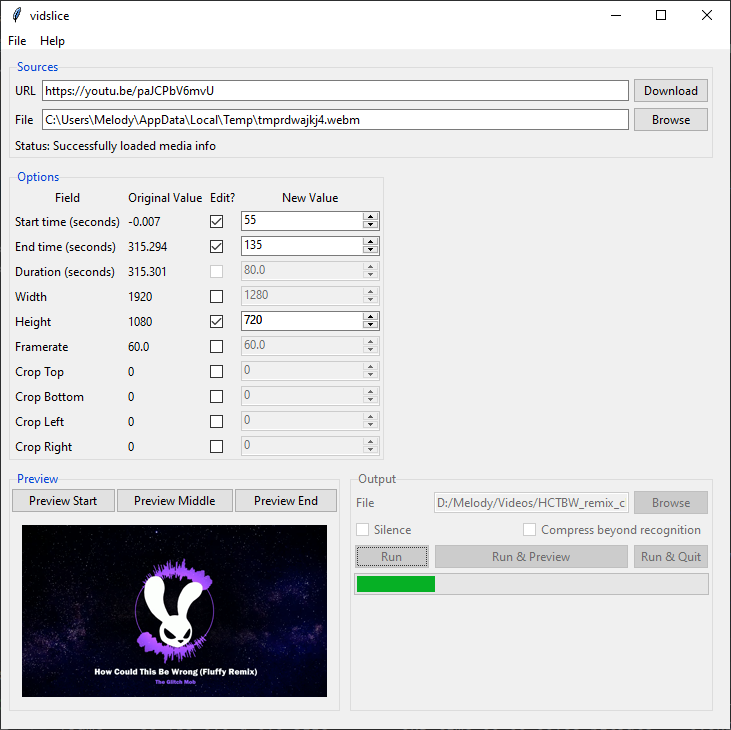 vidslice
File Help
Sources
URL https://youtu.be/paJCPbV6mvU Download
File C:\Users\Melody\AppData\Local\Temp\tmprdwajkj4.webm Browse
Status: Successfully loaded media info
Options
Field Original Value Edit? New Value
Start time (seconds) -0.007 55
End time (seconds) 315.294 135
Duration (seconds) 315.301 80.0
Width 1920 1280
Height 1080 720
Framerate 60.0 60.0
Crop Top 0 0
Crop Bottom 0 0
Crop Left 0 0
Crop Right 0 0
Preview
Preview Start Preview Middle Preview End
How Could This Be Wrong (Fluffy Remix)
The Glitch Mob
Output
File D:/Melody/Videos/HCTBW_remix_c Browse
Silence Compress beyond recognition
Run Run & Preview Run & Quit